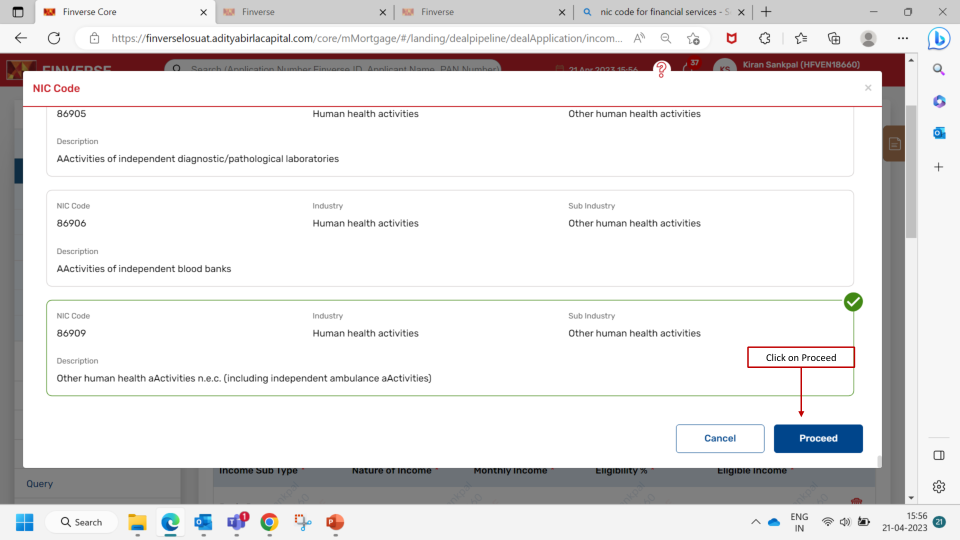 Finverse Core
Finverse
Finverse
nic code for financial services - S
https://finverselosuat.adityabirlacapital.com/core/mMortgage/#/landing/dealpipeline/dealApplication/incom...
FINVERSE
Search (Application Number Finverse ID, Applicant Name, PAN Number)
21 Apr 2023 15:56
37
KS
Kiran Sankpal (HFVEN18660)
NIC Code
86905
Human health activities
Other human health activities
Description
AActivities of independent diagnostic/pathological laboratories
NIC Code
Industry
Sub Industry
86906
Human health activities
Other human health activities
Description
AActivities of independent blood banks
NIC Code
Industry
Sub Industry
86909
Human health activities
Other human health activities
Click on Proceed
Description
Other human health aActivities n.e.c. (including independent ambulance aActivities)
Cancel
Proceed
Income Sub Type *
Nature of Income *
Monthly Income *
Eligibility % *
Eligible Income *
Query
Search
1
ENG
IN
15:56
21-04-2023
21